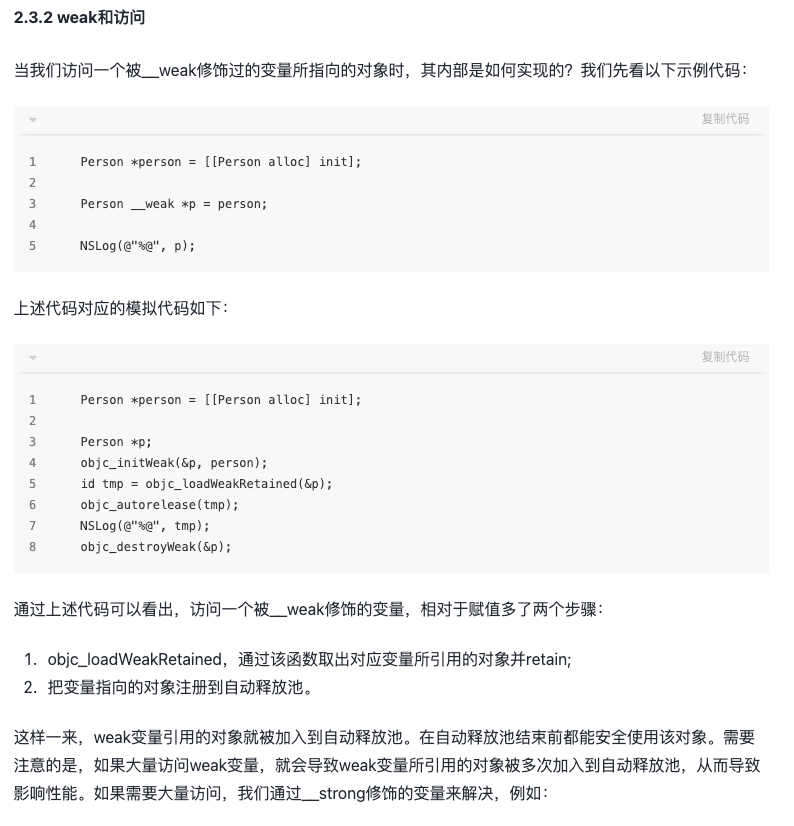 2.3.2 weak和访问
当我们访问一个被__weak修饰过的变量所指向的对象时，其内部是如何实现的？我们先看以下示例代码：
复制代码
1 Person *person = [[Person alloc] init];
2
3 Person __weak *p = person;
4
5 NSLog(@"%@", p);
上述代码对应的模拟代码如下：
复制代码
1 Person *person = [[Person alloc] init];
2
3 Person *p;
4 objc_initWeak(&p, person);
5 id tmp = objc_loadWeakRetained(&p);
6 objc_autorelease(tmp);
7 NSLog(@"%@", tmp);
8 objc_destroyWeak(&p);
通过上述代码可以看出，访问一个被__weak修饰的变量，相对于赋值多了两个步骤：
1. objc_loadWeakRetained，通过该函数取出对应变量所引用的对象并retain;
2. 把变量指向的对象注册到自动释放池。
这样一来，weak变量引用的对象就被加入到自动释放池。在自动释放池结束前都能安全使用该对象。需要
注意的是，如果大量访问weak变量，就会导致weak变量所引用的对象被多次加入到自动释放池，从而导致
影响性能。如果需要大量访问，我们通过__strong修饰的变量来解决，例如：